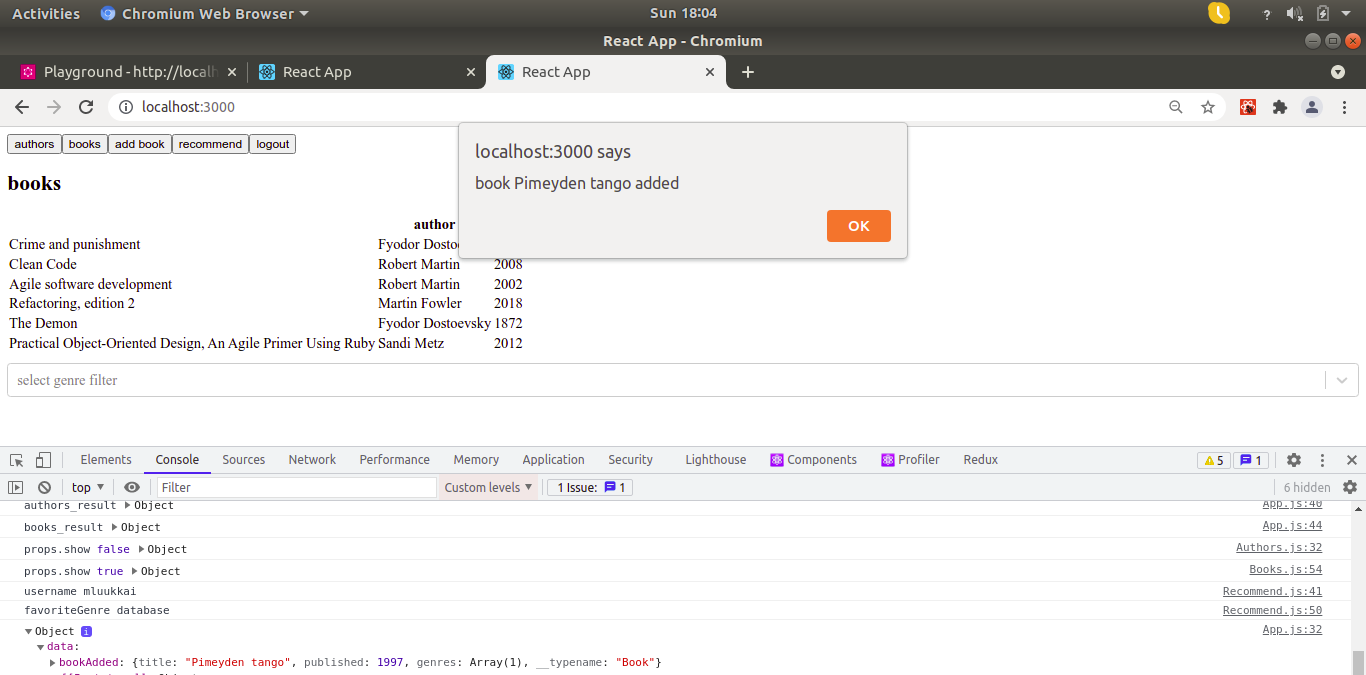 Activities Chromium Web Browser Sun 18:04 ?
React App - Chromium
Playground - http://localh React App React App
localhost:3000
authors books add book recommend logout
localhost:3000 says
book Pimeyden tango added
OK
books
author
Crime and punishment Fyodor Dosto
Clean Code Robert Martin 2008
Agile software development Robert Martin 2002
Refactoring, edition 2 Martin Fowler 2018
The Demon Fyodor Dostoevsky 1872
Practical Object-Oriented Design, An Agile Primer Using Ruby Sandi Metz 2012
select genre filter
Elements Console Sources Network Performance Memory Application Security Lighthouse Components Profiler Redux 5 1
top Filter Custom levels 1 Issue: 1 6 hidden
authors_result Object App.js:40
books_result Object App.js:44
props.show false Object Authors.js:32
props.show true Object Books.js:54
username mluukkai Recommend.js:41
favoriteGenre database Recommend.js:50
Object i App.js:32
data:
bookAdded: {title: "Pimeyden tango", published: 1997, genres: Array(1), __typename: "Book"}